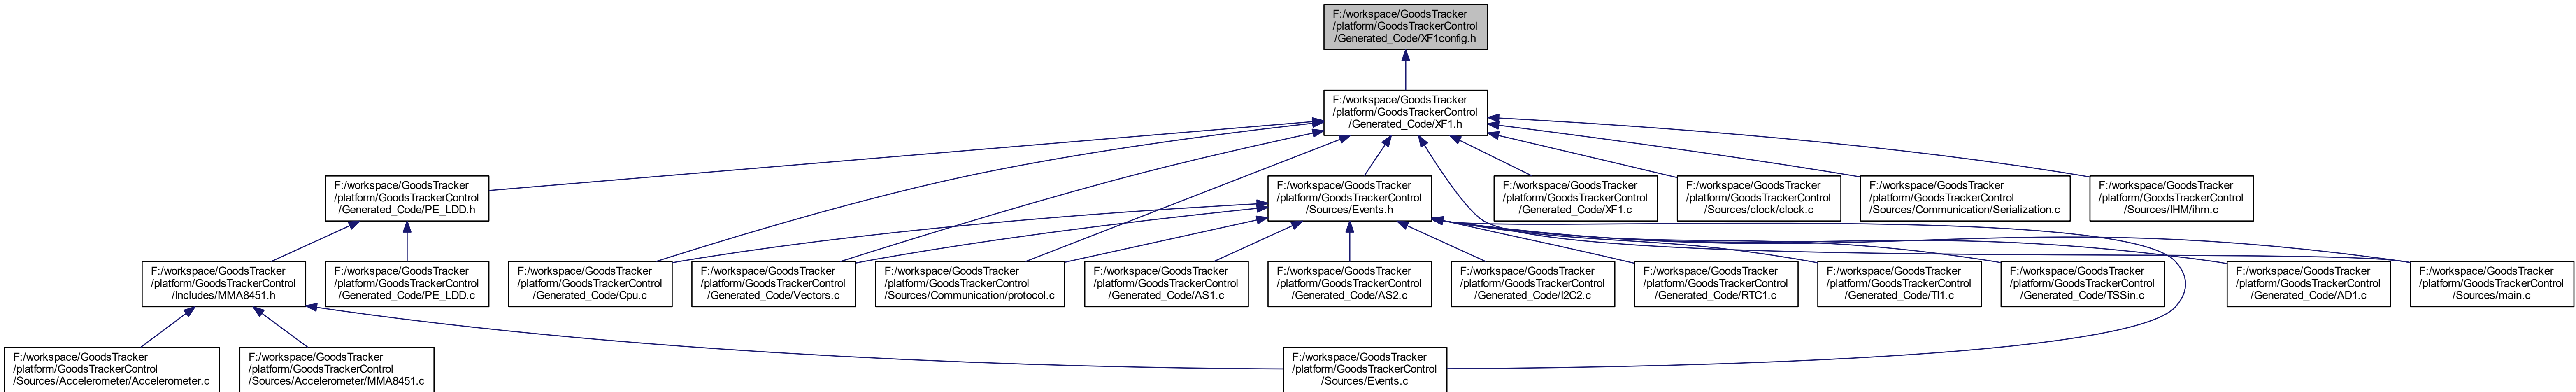 F:/workspace/GoodsTracker
/platform/GoodsTrackerControl
/Generated_Code/XF1config.h
F:/workspace/GoodsTracker
/platform/GoodsTrackerControl
/Generated_Code/XF1.h
F:/workspace/GoodsTracker
/platform/GoodsTrackerControl
/Generated_Code/PE_LDD.h
F:/workspace/GoodsTracker
/platform/GoodsTrackerControl
/Sources/Events.h
F:/workspace/GoodsTracker
/platform/GoodsTrackerControl
/Generated_Code/XF1.c
F:/workspace/GoodsTracker
/platform/GoodsTrackerControl
/Sources/clock/clock.c
F:/workspace/GoodsTracker
/platform/GoodsTrackerControl
/Sources/Communication/Serialization.c
F:/workspace/GoodsTracker
/platform/GoodsTrackerControl
/Sources/IHM/ihm.c
F:/workspace/GoodsTracker
/platform/GoodsTrackerControl
/Includes/MMA8451.h
F:/workspace/GoodsTracker
/platform/GoodsTrackerControl
/Generated_Code/PE_LDD.c
F:/workspace/GoodsTracker
/platform/GoodsTrackerControl
/Generated_Code/Cpu.c
F:/workspace/GoodsTracker
/platform/GoodsTrackerControl
/Generated_Code/Vectors.c
F:/workspace/GoodsTracker
/platform/GoodsTrackerControl
/Sources/Communication/protocol.c
F:/workspace/GoodsTracker
/platform/GoodsTrackerControl
/Generated_Code/AS1.c
F:/workspace/GoodsTracker
/platform/GoodsTrackerControl
/Generated_Code/AS2.c
F:/workspace/GoodsTracker
/platform/GoodsTrackerControl
/Generated_Code/I2C2.c
F:/workspace/GoodsTracker
/platform/GoodsTrackerControl
/Generated_Code/RTC1.c
F:/workspace/GoodsTracker
/platform/GoodsTrackerControl
/Generated_Code/TI1.c
F:/workspace/GoodsTracker
/platform/GoodsTrackerControl
/Generated_Code/TSSin.c
F:/workspace/GoodsTracker
/platform/GoodsTrackerControl
/Generated_Code/AD1.c
F:/workspace/GoodsTracker
/platform/GoodsTrackerControl
/Sources/main.c
F:/workspace/GoodsTracker
/platform/GoodsTrackerControl
/Sources/Accelerometer/Accelerometer.c
F:/workspace/GoodsTracker
/platform/GoodsTrackerControl
/Sources/Accelerometer/MMA8451.c
F:/workspace/GoodsTracker
/platform/GoodsTrackerControl
/Sources/Events.c